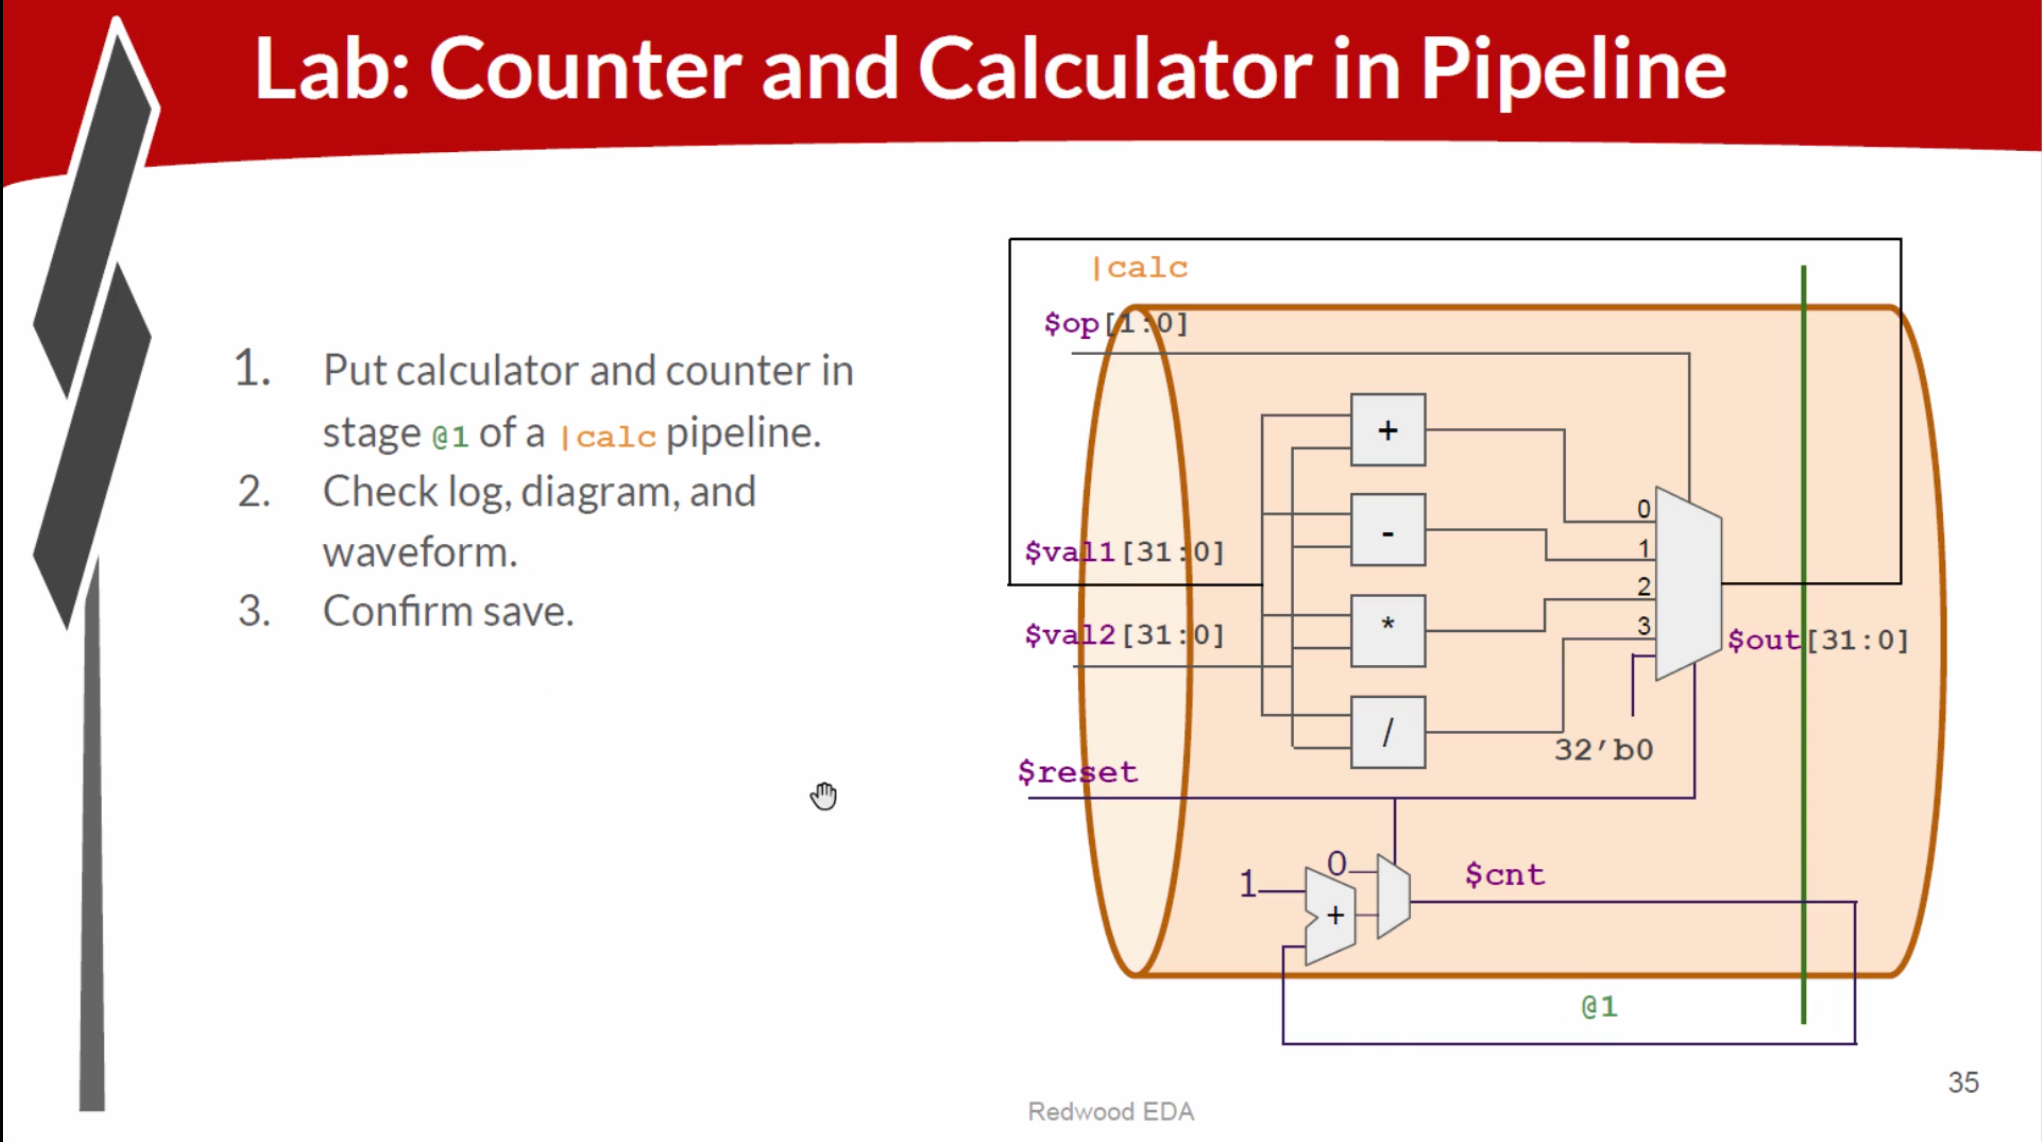 Lab: Counter and Calculator in Pipeline
1. Put calculator and counter in
stage @1 of a |calc pipeline.
2. Check log, diagram, and
waveform.
3. Confirm save.
|calc
$op[1:0]
$val1[31:0]
$val2[31:0]
$reset
+
-
*
/
0
1
2
3
$out[31:0]
32'b0
1
0
+
$cnt
@1
35
Redwood EDA